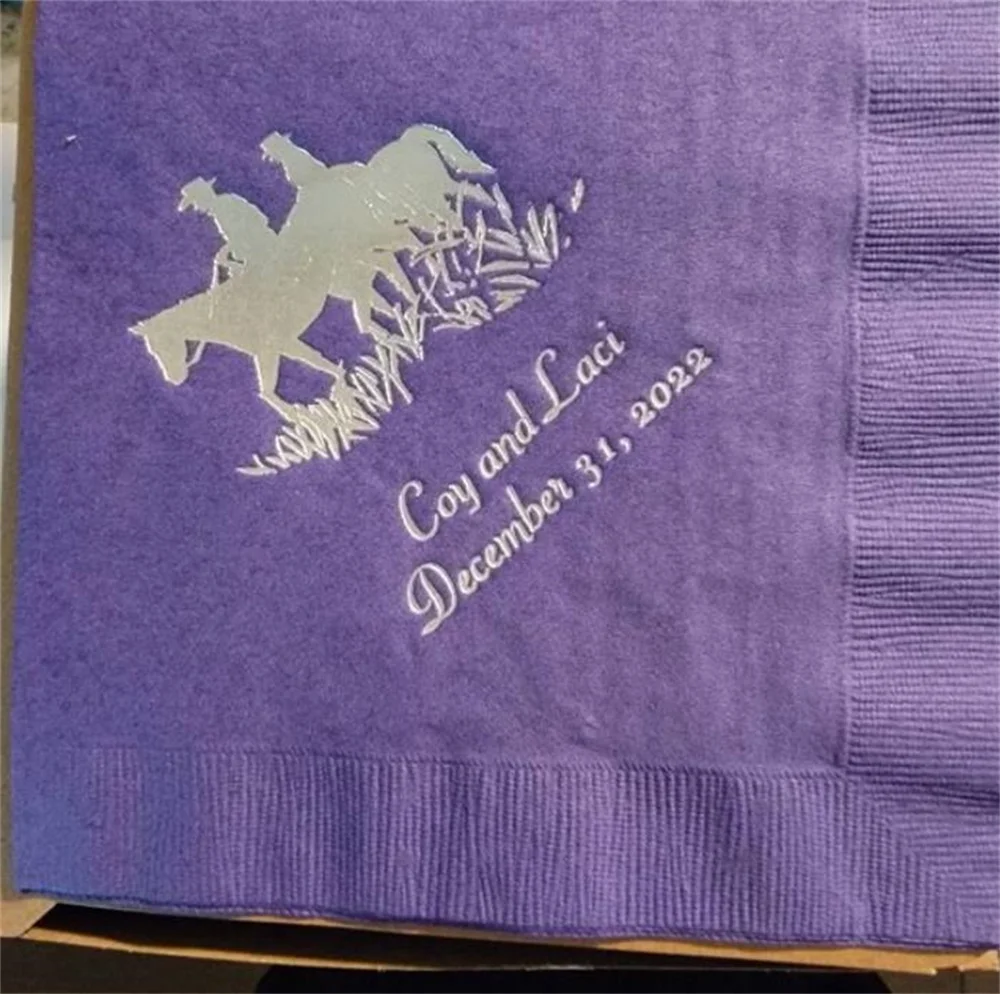 Coy and Laci
December 31, 2022